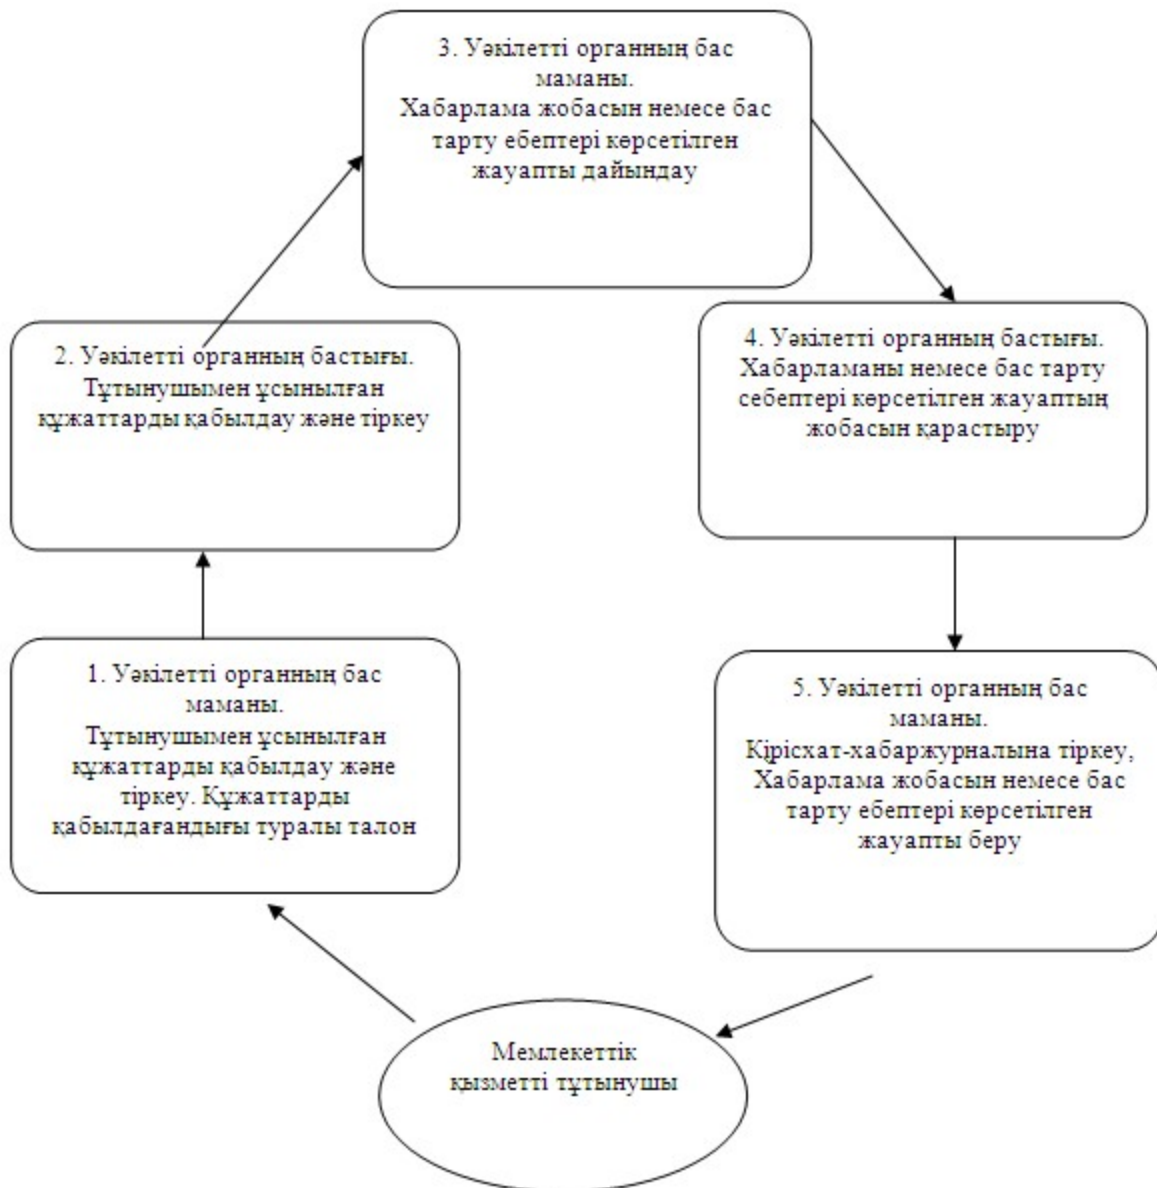 3. Уәкілетті органның бас
маманы.
Хабарлама жобасын немесе бас
тарту ебептері көрсетілген
жауапты дайындау
2. Уәкілетті органның бастығы.
Тұтынушымен ұсынылған
құжаттарды қабылдау және тіркеу
4. Уәкілетті органның бастығы.
Хабарламаны немесе бас тарту
себептері көрсетілген жауаптың
жобасын қарастыру
1. Уәкілетті органның бас
маманы.
Тұтынушымен ұсынылған
құжаттарды қабылдау және
тіркеу. Құжаттарды
қабылдағандығы туралы талон
5. Уәкілетті органның бас
маманы.
Кірісхат-хабаржурналына тіркеу,
Хабарлама жобасын немесе бас
тарту ебептері көрсетілген
жауапты беру
Мемлекеттік
қызметті тұтынушы